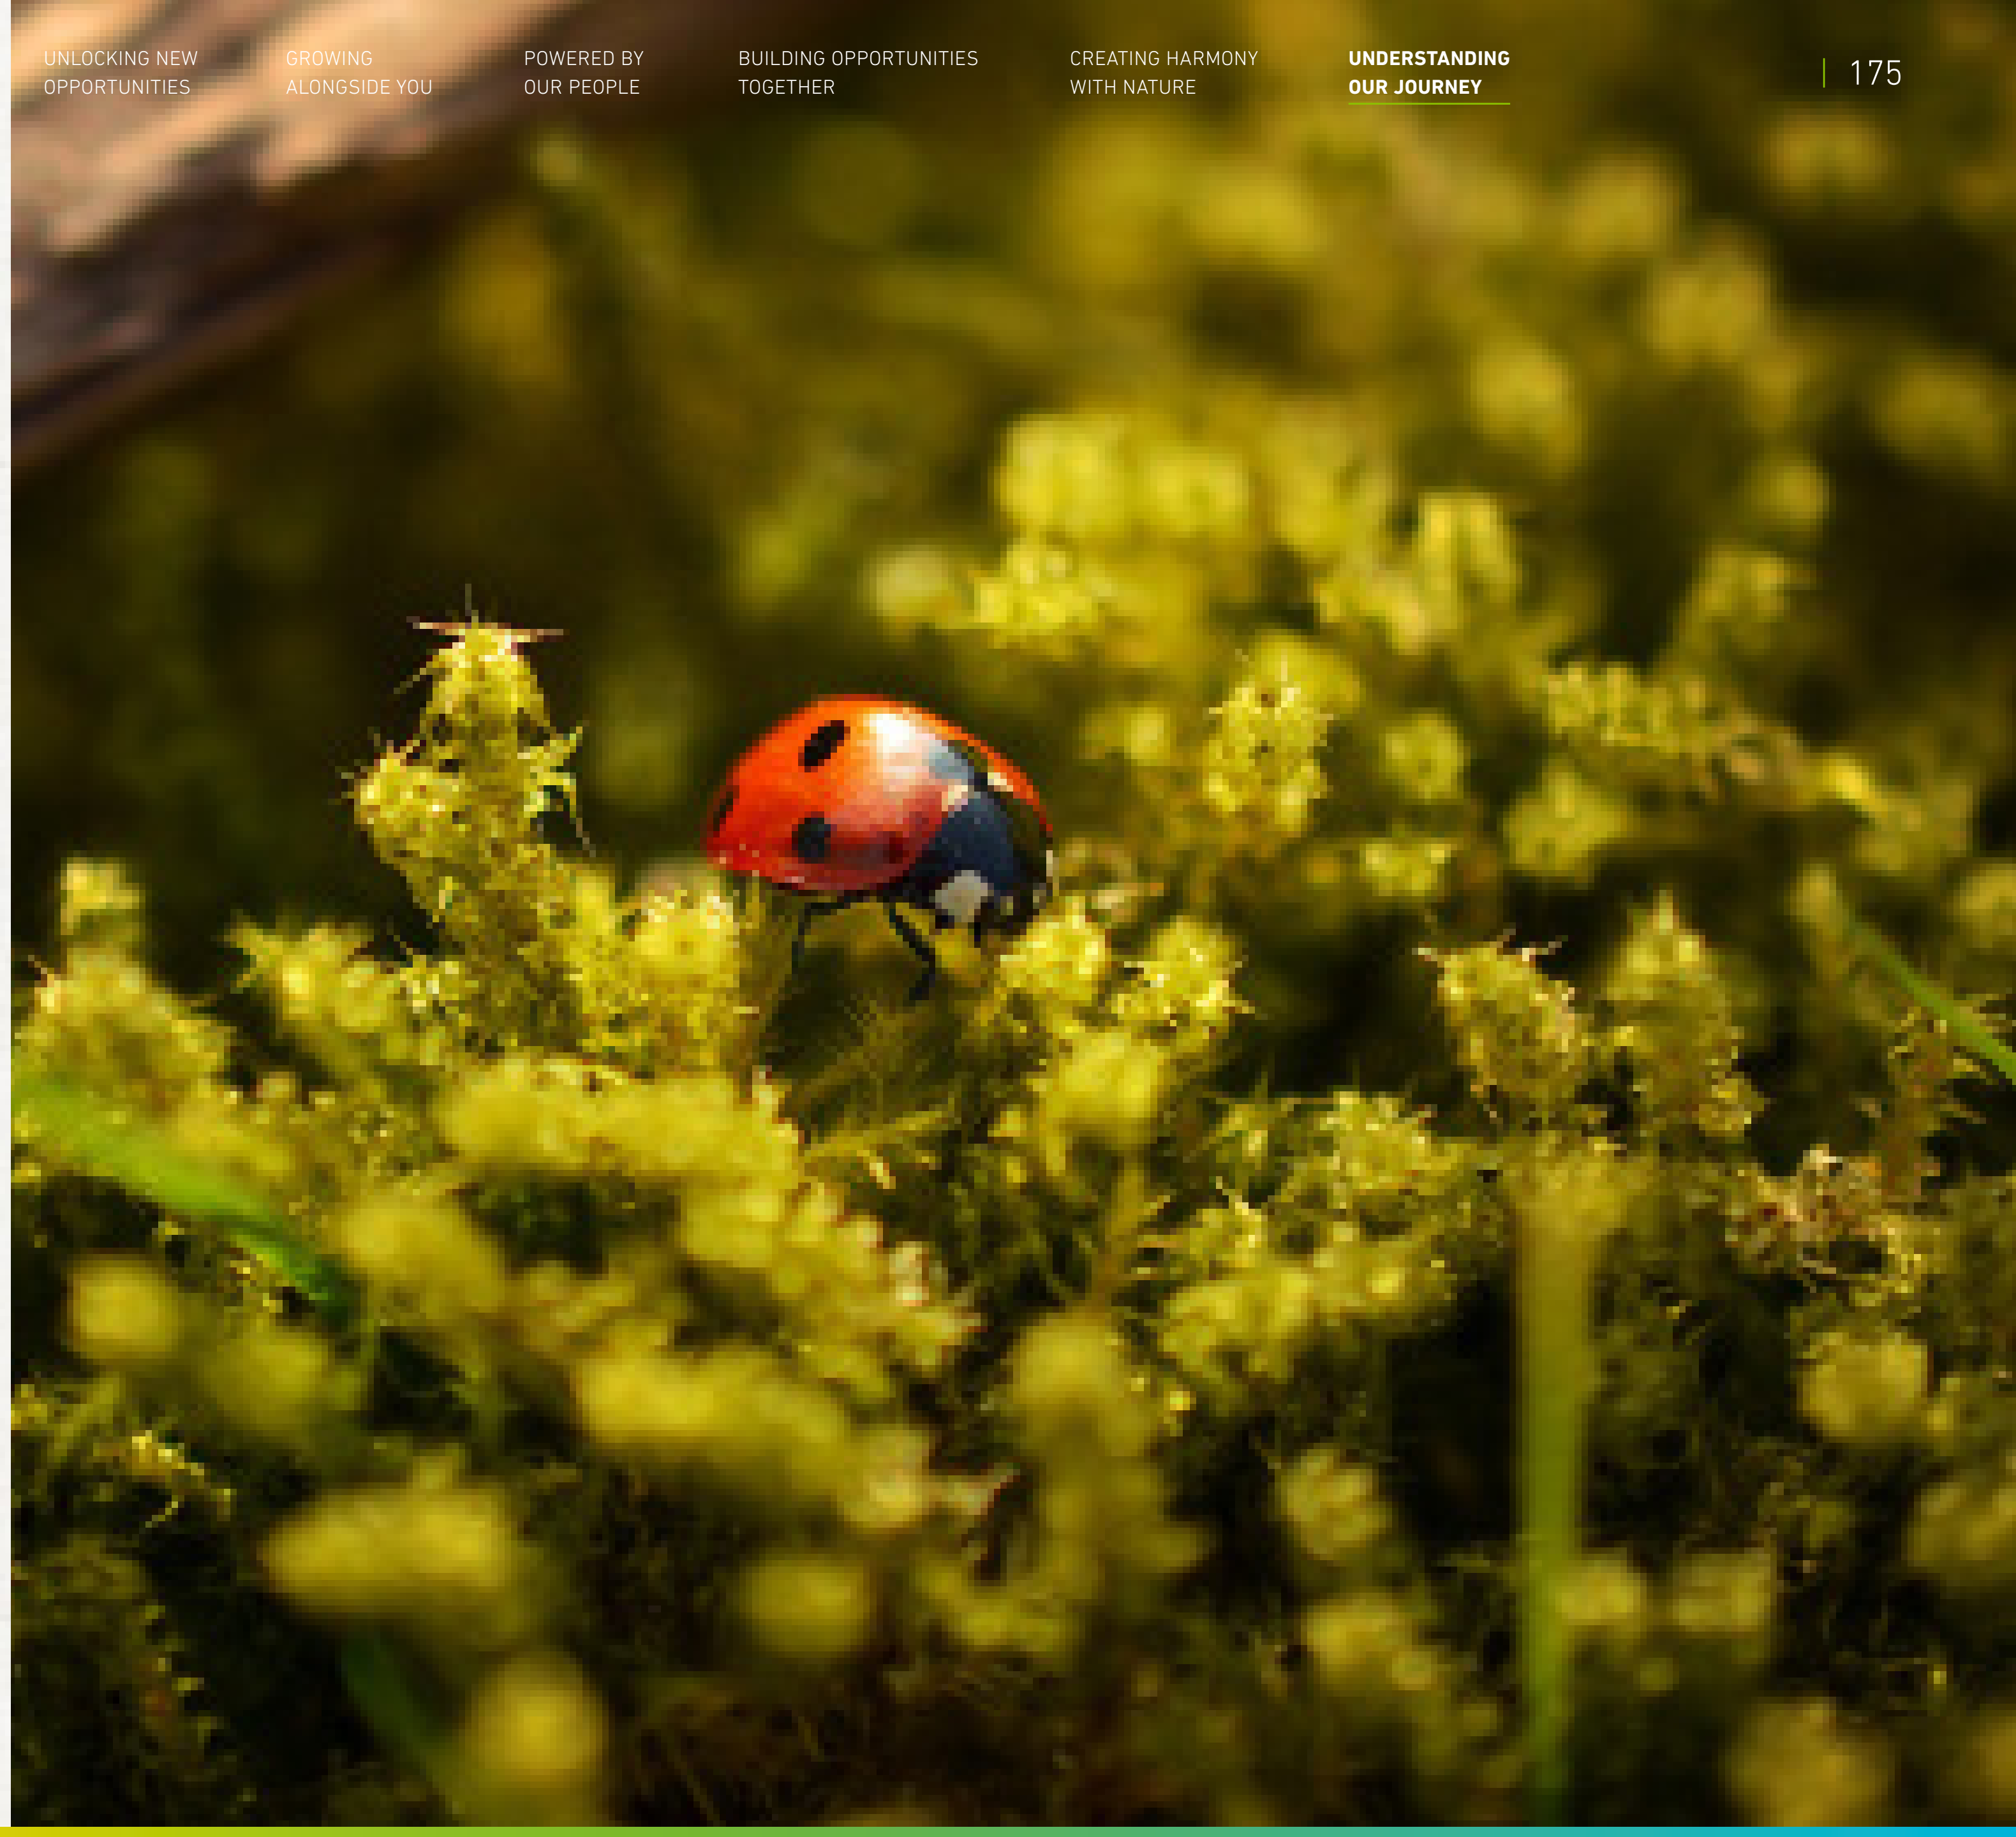 UNLOCKING NEW
OPPORTUNITIES
GROWING
ALONGSIDE YOU
POWERED BY
OUR PEOPLE
BUILDING OPPORTUNITIES
TOGETHER
CREATING HARMONY
WITH NATURE
UNDERSTANDING
OUR JOURNEY
175